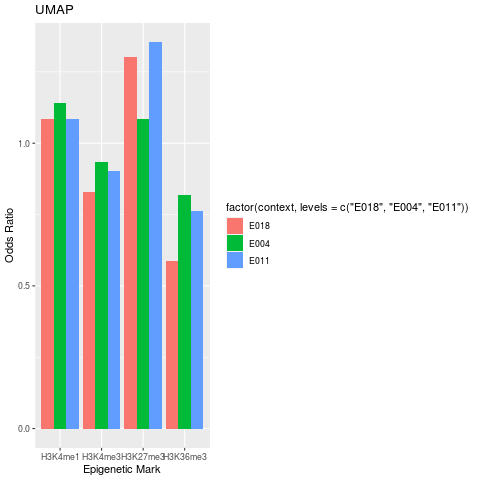 UMAP
Odds Ratio
1.0
0.5
0.0
H3K4me1 H3K4me3 H3K27me3 H3K36me3
Epigenetic Mark
factor(context, levels = c("E018", "E004", "E011"))
E018
E004
E011